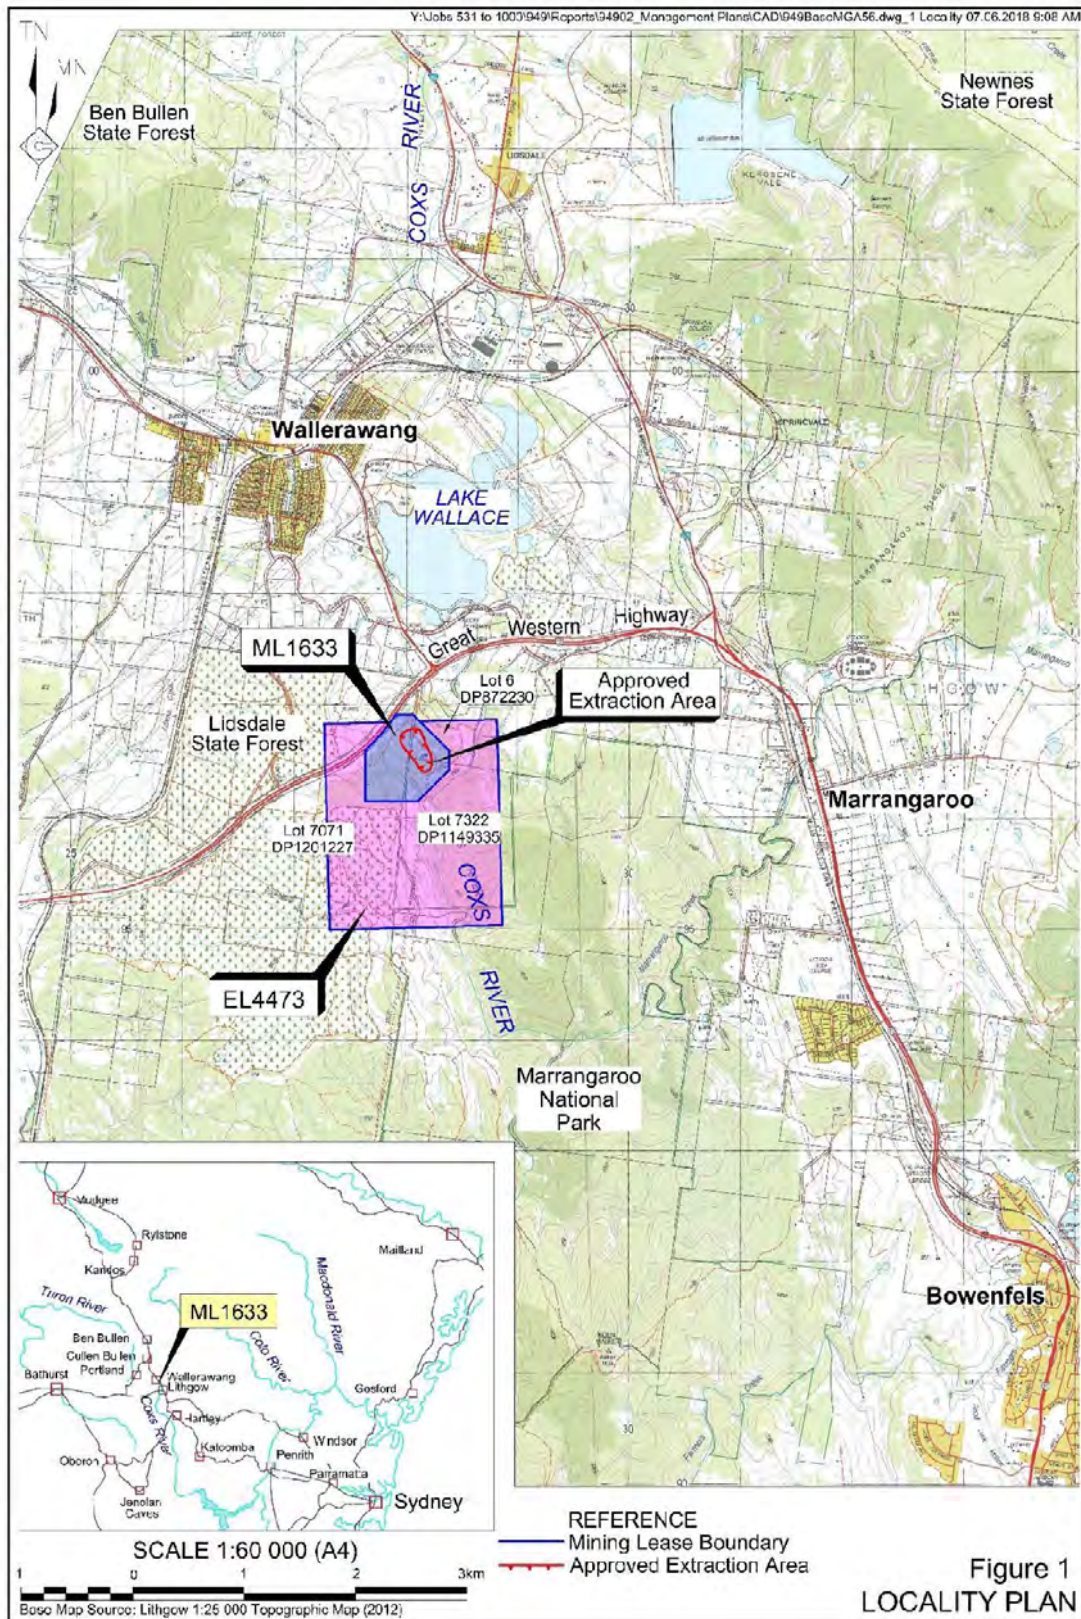 Y:\Jobs 531 to 1000\949\Reports\94902_Management Plans\CAD\949BaseMGA56.dwg_1 Locality 07.06.2018 9:08 AM
TN
MN
Ben Bullen
State Forest
COXS RIVER
Newnes
State Forest
LIDSDALE
KEROSENE
VALE
Wallerawang
SPRINGVALE
LAKE
WALLACE
Great Western Highway
ML1633
Lot 6
DP872230
Approved
Extraction Area
Lidsdale
State Forest
Marrangaroo
Lot 7071
DP1201227
Lot 7322
DP1149335
COXS
RIVER
EL4473
Marrangaroo
National
Park
Bowenfels
Mudgee
Rylstone
Kandos
Maitland
Macdonald River
Turon River
ML1633
Colo River
Ben Bullen
Cullen Bullen
Portland
Bathurst
Wallerawang
Lithgow
Gosford
Coxs River
Hartley
Windsor
Katoomba
Penrith
Oberon
Parramatta
Jenolan
Caves
Sydney
SCALE 1:60 000 (A4)
1 0 1 2 3km
Base Map Source: Lithgow 1:25 000 Topographic Map (2012)
REFERENCE
Mining Lease Boundary
Approved Extraction Area
Figure 1
LOCALITY PLAN